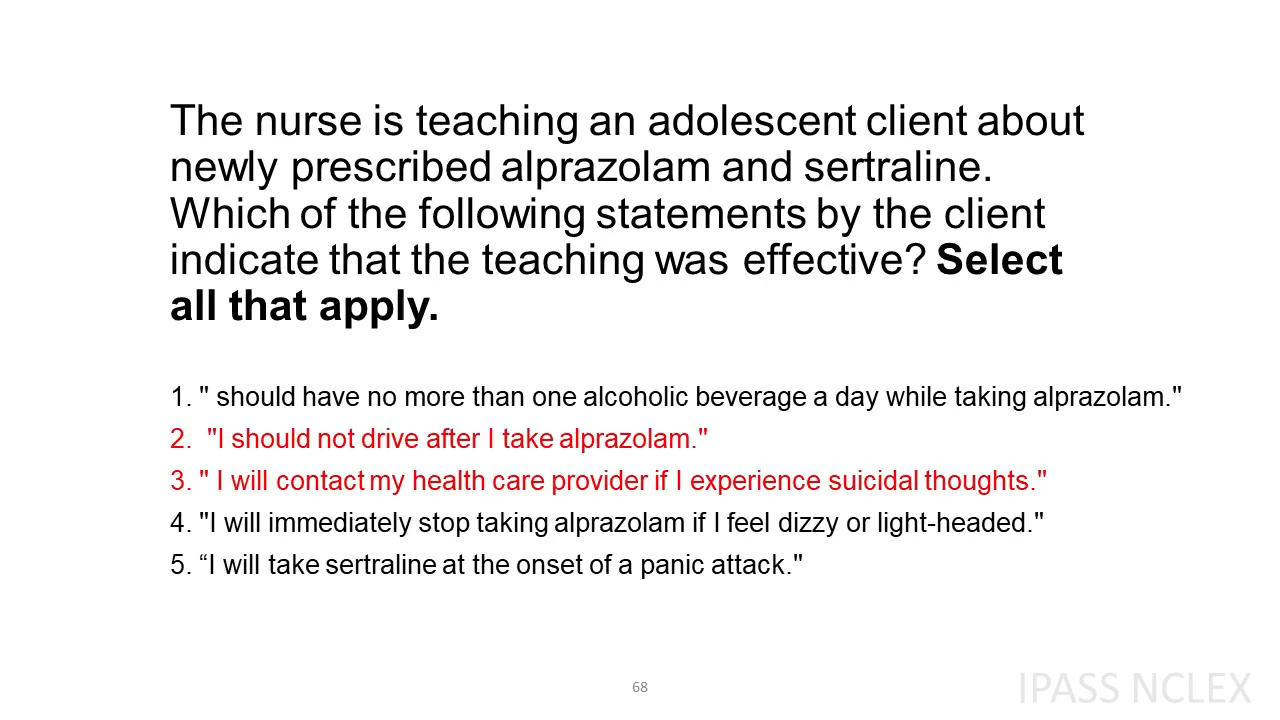 The nurse is teaching an adolescent client about
newly prescribed alprazolam and sertraline.
Which of the following statements by the client
indicate that the teaching was effective? Select
all that apply.
1. " should have no more than one alcoholic beverage a day while taking alprazolam."
2. "I should not drive after I take alprazolam."
3. " I will contact my health care provider if I experience suicidal thoughts."
4. "I will immediately stop taking alprazolam if I feel dizzy or light-headed."
5. “I will take sertraline at the onset of a panic attack."
68
IPASS NCLEX